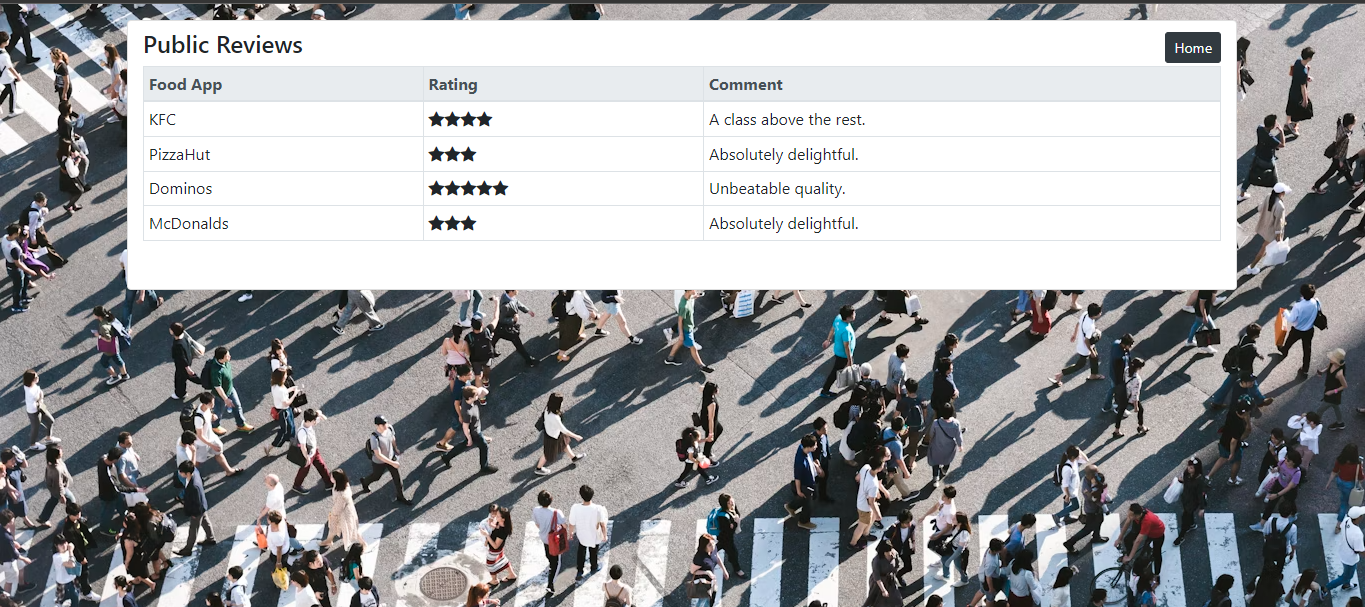 Public Reviews
Home
Food App Rating Comment
KFC ★★★★ A class above the rest.
PizzaHut ★★★ Absolutely delightful.
Dominos ★★★★★ Unbeatable quality.
McDonalds ★★★ Absolutely delightful.